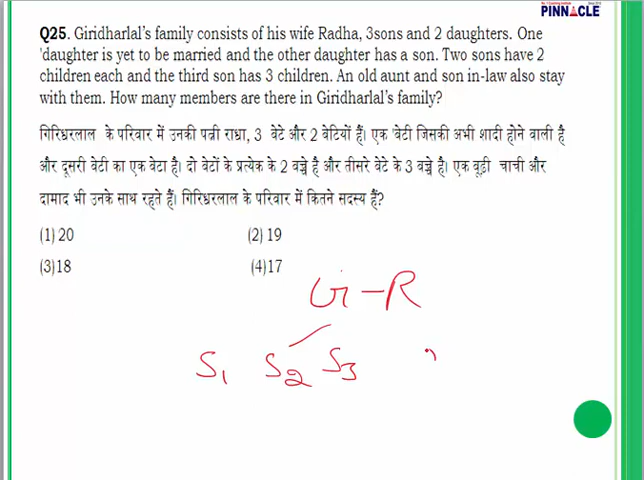 PINNACLE
Q25. Giridharlal's family consists of his wife Radha, 3sons and 2 daughters. One
'daughter is yet to be married and the other daughter has a son. Two sons have 2
children each and the third son has 3 children. An old aunt and son in-law also stay
with them. How many members are there in Giridharlal's family?
गिरिधरलाल के परिवार में उनकी पत्नी राधा, 3 बेटे और 2 बेटियों हैं। एक 'बेटी जिसकी अभी शादी होने वाली है
और दूसरी बेटी का एक बेटा है। दो बेटों के प्रत्येक के 2 बच्चे है और तीसरे बेटे के 3 बच्चे है। एक बूढ़ी चाची और
दामाद भी उनके साथ रहते हैं। गिरिधरलाल के परिवार में कितने सदस्य हैं?
(1) 20 (2) 19
(3)18 (4)17
Gi - R
S1 S2 S3